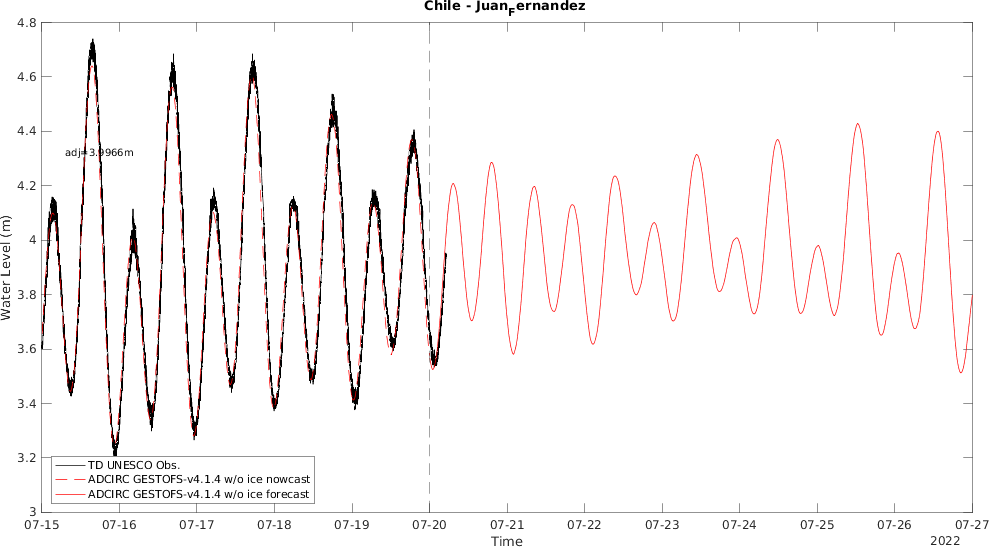 Chile - Juan_Fernandez
Water Level (m)
4.8
4.6
4.4
4.2
4
3.8
3.6
3.4
3.2
3
adj=3.9966m
TD UNESCO Obs.
ADCIRC GESTOFS-v4.1.4 w/o ice nowcast
ADCIRC GESTOFS-v4.1.4 w/o ice forecast
07-15 07-16 07-17 07-18 07-19 07-20 07-21 07-22 07-23 07-24 07-25 07-26 07-27
Time
2022